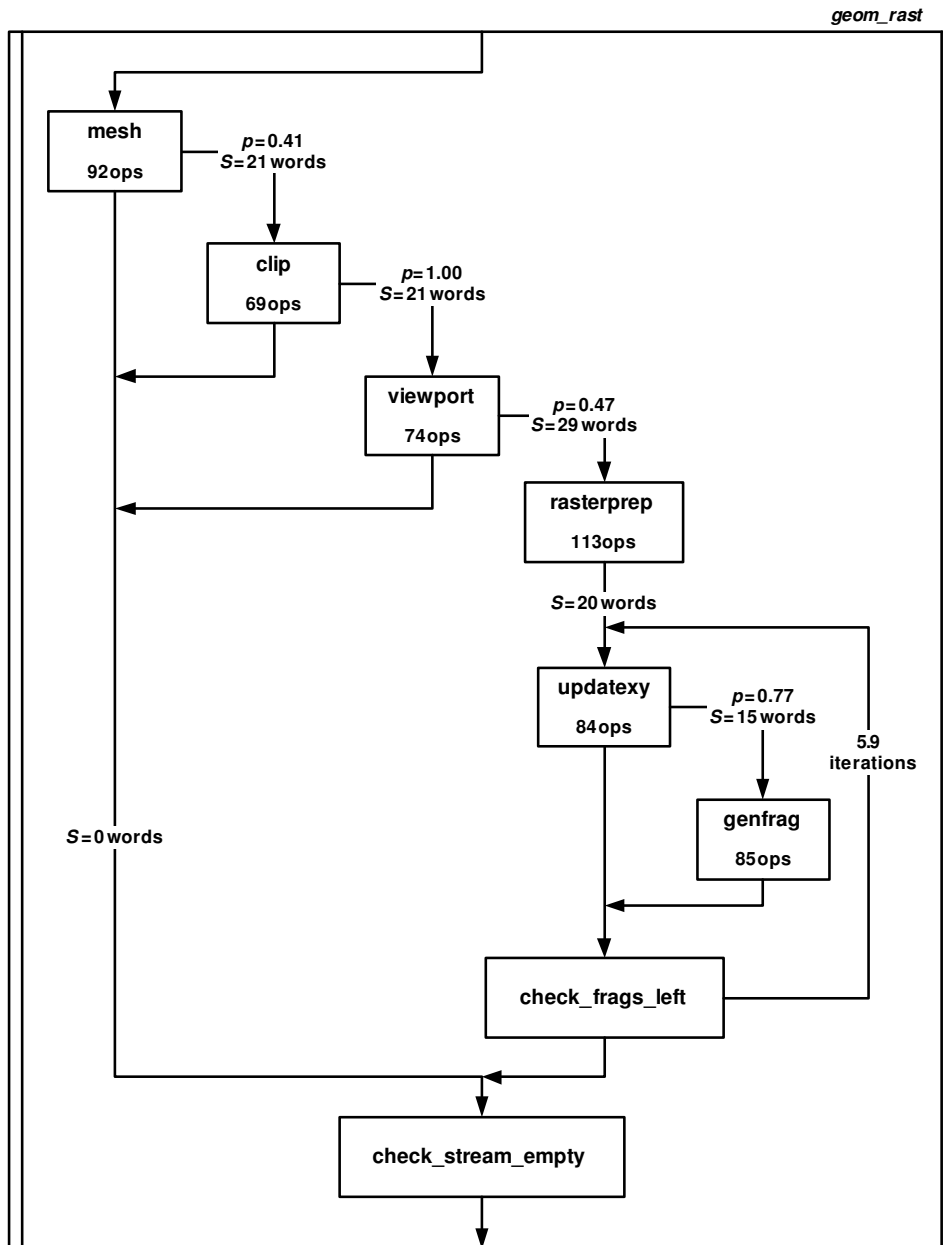 geom_rast
mesh
92ops
p=0.41
S=21 words
clip
69ops
p=1.00
S=21 words
viewport
74ops
p=0.47
S=29 words
rasterprep
113ops
S=20 words
updatexy
84ops
p=0.77
S=15 words
5.9
iterations
genfrag
85ops
S=0 words
check_frags_left
check_stream_empty